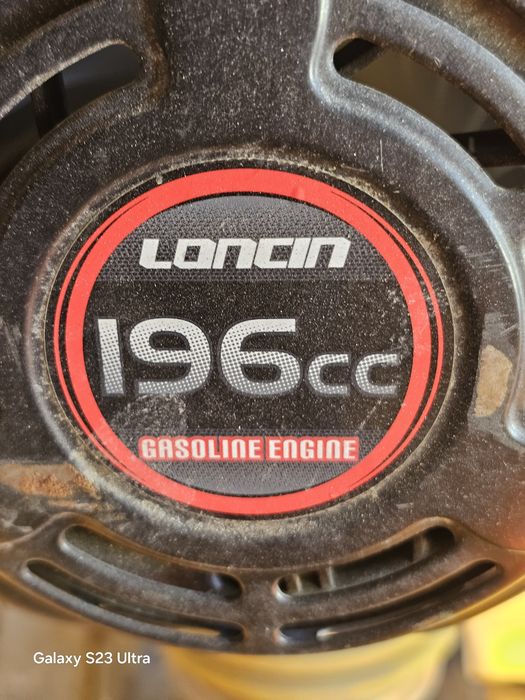 LONCIN
196cc
GASOLINE ENGINE
Galaxy S23 Ultra